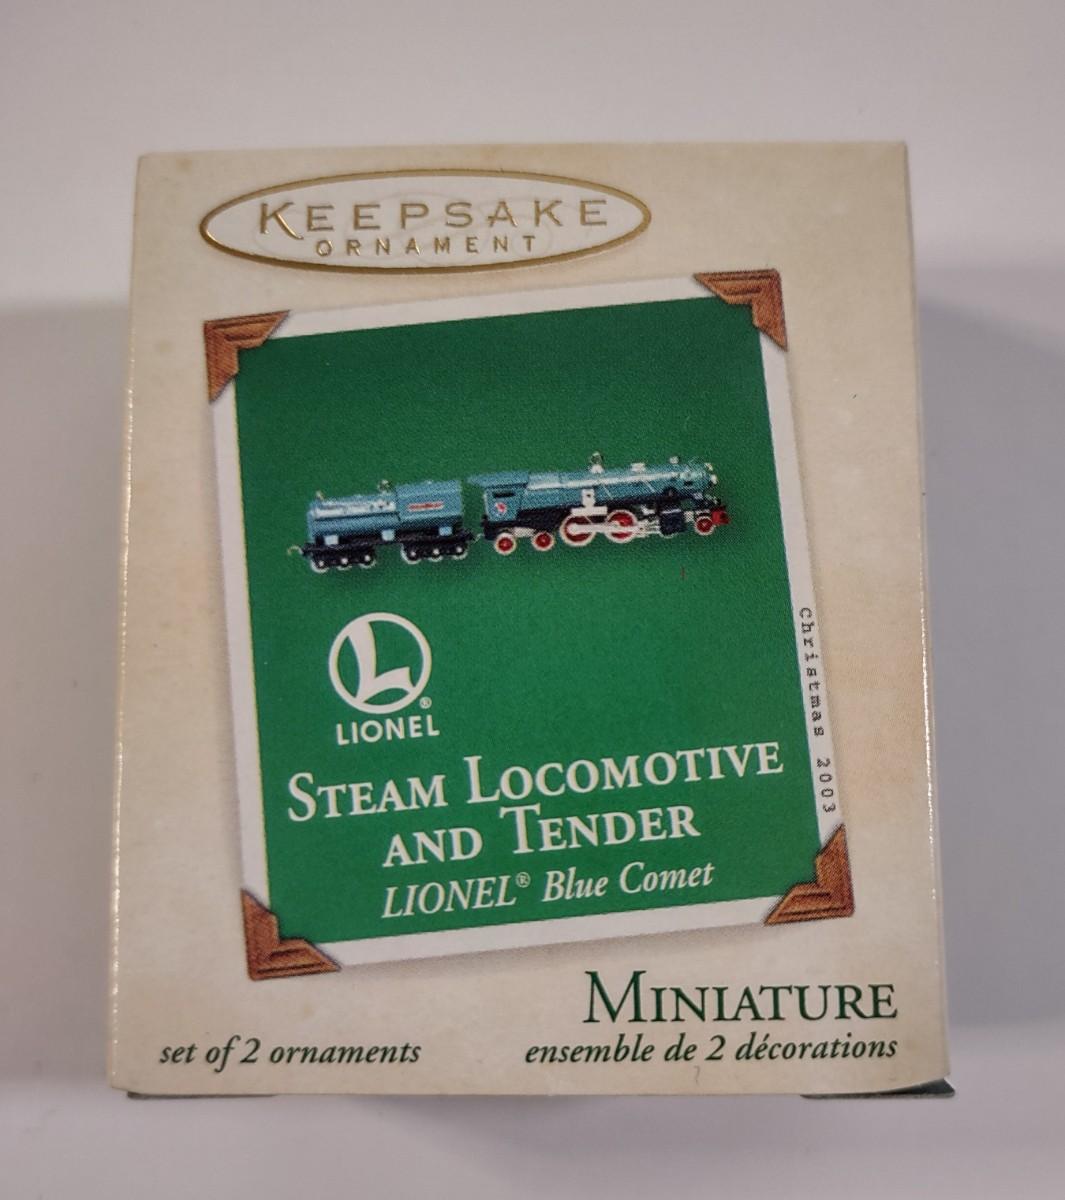 KEEPSAKE
ORNAMENT
L®
LIONEL
STEAM LOCOMOTIVE
AND TENDER
LIONEL® Blue Comet
Christmas 2003
MINIATURE
set of 2 ornaments
ensemble de 2 décorations